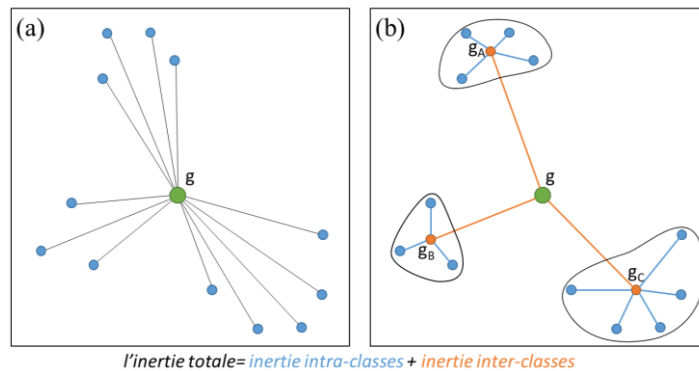 (a)
g
(b)
gA
g
gB
gC
l'inertie totale= inertie intra-classes + inertie inter-classes